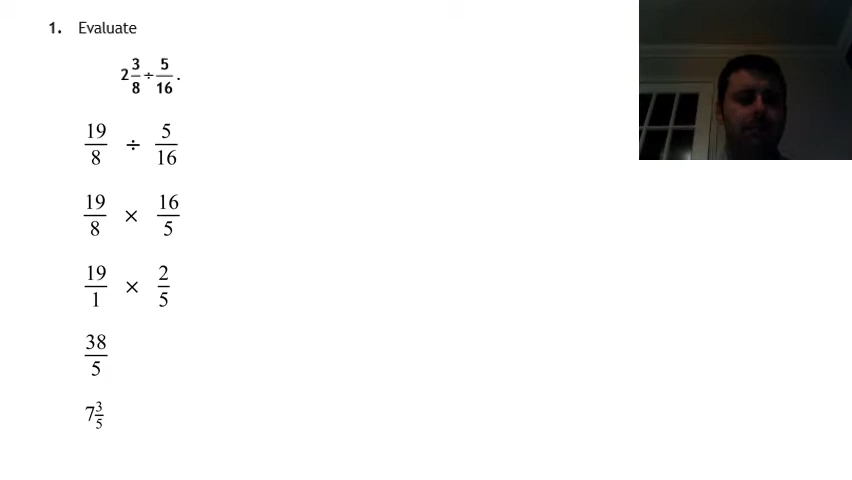 1. Evaluate
2 3/8 ÷ 5/16.
19/8 ÷ 5/16
19/8 × 16/5
19/1 × 2/5
38/5
7 3/5